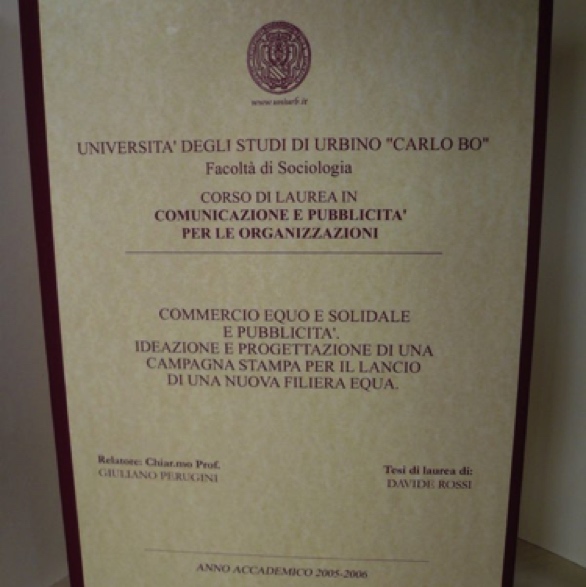 www.uniurb.it
UNIVERSITA' DEGLI STUDI DI URBINO "CARLO BO"
Facoltà di Sociologia
CORSO DI LAUREA IN
COMUNICAZIONE E PUBBLICITA'
PER LE ORGANIZZAZIONI
COMMERCIO EQUO E SOLIDALE
E PUBBLICITA'.
IDEAZIONE E PROGETTAZIONE DI UNA
CAMPAGNA STAMPA PER IL LANCIO
DI UNA NUOVA FILIERA EQUA.
Relatore: Chiar.mo Prof.
GIULIANO PERUGINI
Tesi di laurea di:
DAVIDE ROSSI
ANNO ACCADEMICO 2005-2006